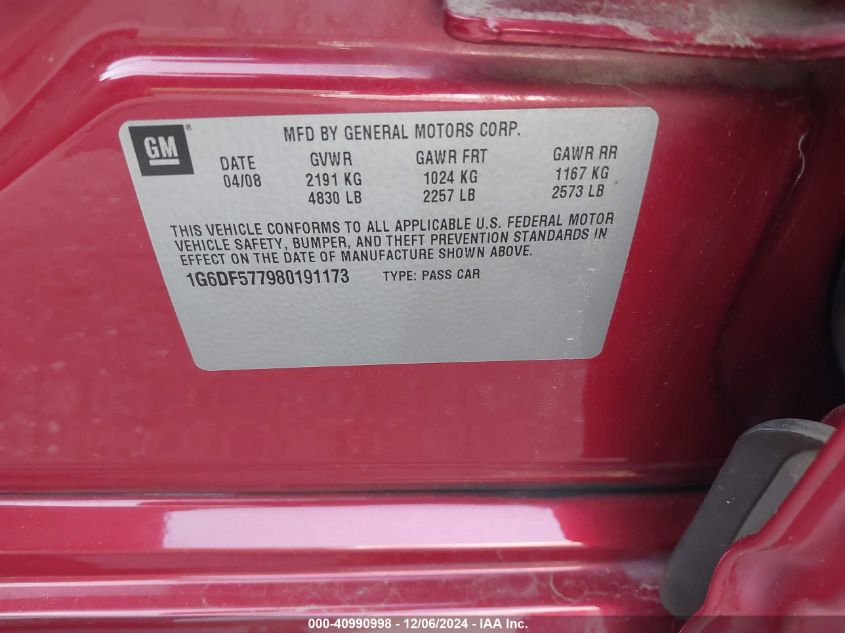 GM®
MFD BY GENERAL MOTORS CORP.
DATE GVWR GAWR FRT GAWR RR
04/08 2191 KG 1024 KG 1167 KG
4830 LB 2257 LB 2573 LB
THIS VEHICLE CONFORMS TO ALL APPLICABLE U.S. FEDERAL MOTOR
VEHICLE SAFETY, BUMPER, AND THEFT PREVENTION STANDARDS IN
EFFECT ON THE DATE OF MANUFACTURE SHOWN ABOVE.
1G6DF577980191173 TYPE: PASS CAR
000-40990998 - 12/06/2024 - IAA Inc.